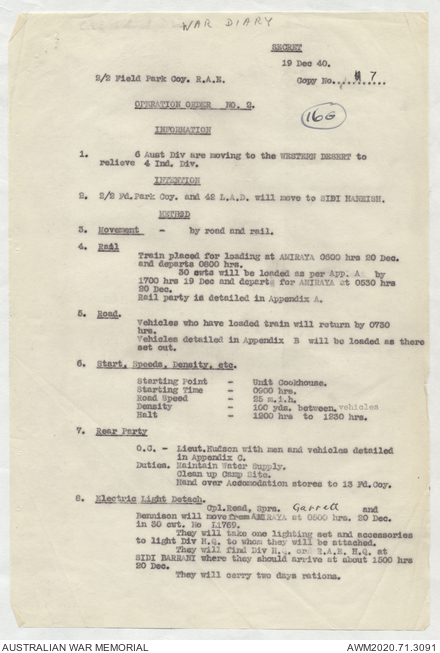 WAR DIARY
SECRET
19 Dec 40.
2/2 Field Park Coy. R.A.E. Copy No...........7
OPERATION ORDER NO. 2.
16G
INFORMATION
1. 6 Aust Div are moving to the WESTERN DESERT to
relieve 4 Ind. Div.
INTENTION
2. 2/2 Fd.Park Coy. and 42 L.A.D. will move to SIDI HANEISH.
METHOD
3. Movement - by road and rail.
4. Rail
Train placed for loading at AMIRAYA 0600 hrs 20 Dec.
and departs 0800 hrs.
30 cwts will be loaded as per App. A by
1700 hrs 19 Dec and depart for AMIRAYA at 0530 hrs
20 Dec.
Rail party is detailed in Appendix A.
5. Road.
Vehicles who have loaded train will return by 0730
hrs.
Vehicles detailed in Appendix B will be loaded as there
set out.
6. Start, Speeds, Density, etc.
Starting Point - Unit Cookhouse.
Starting Time - 0900 hrs.
Road Speed - 25 m.i.h.
Density - 100 yds. between vehicles
Halt - 1200 hrs to 1230 hrs.
7. Rear Party
O.C. - Lieut.Hudson with men and vehicles detailed
in Appendix C.
Duties. Maintain Water Supply.
Clean up Camp Site.
Hand over Accomodation stores to 13 Fd.Coy.
8. Electric Light Detach.
Cpl.Read, Sprs. Garrett and
Bennison will move from AMIRAYA at 0500 hrs. 20 Dec.
in 30 cwt. No L1789.
They will take one lighting set and accessories
to light Div H.Q. to whom they will be attached.
They will find Div H.Q. and R.A.E. H.Q. at
SIDI BARRANI where they should arrive at about 1500 hrs
20 Dec.
They will carry two days rations.
AUSTRALIAN WAR MEMORIAL AWM2020.71.3091